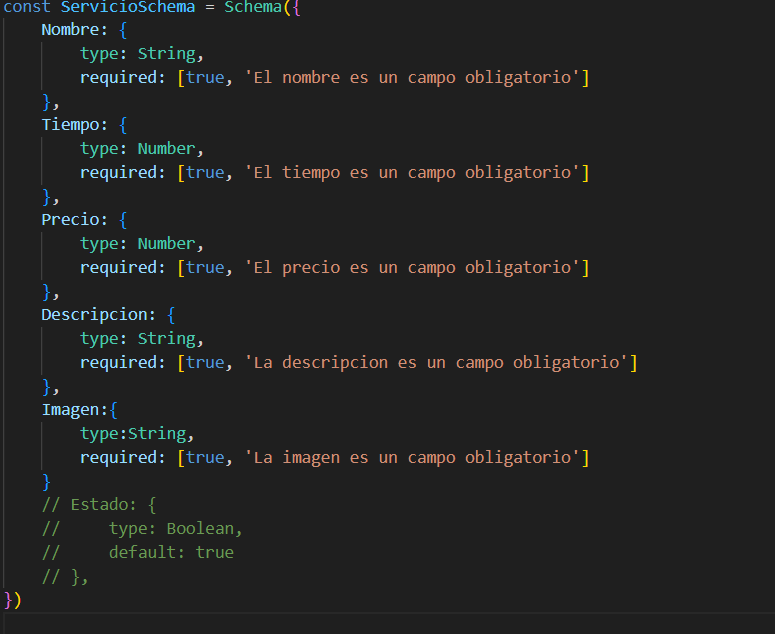 const ServicioSchema = Schema({
    Nombre: {
        type: String,
        required: [true, 'El nombre es un campo obligatorio']
    },
    Tiempo: {
        type: Number,
        required: [true, 'El tiempo es un campo obligatorio']
    },
    Precio: {
        type: Number,
        required: [true, 'El precio es un campo obligatorio']
    },
    Descripcion: {
        type: String,
        required: [true, 'La descripcion es un campo obligatorio']
    },
    Imagen:{
        type:String,
        required: [true, 'La imagen es un campo obligatorio']
    }
    // Estado: {
    //     type: Boolean,
    //     default: true
    // },
})